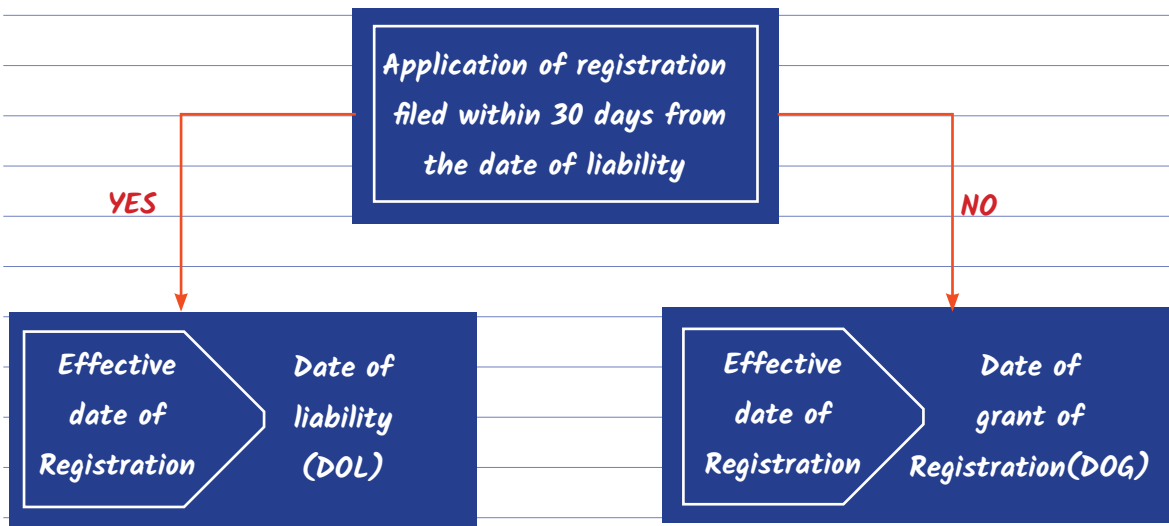 Application of registration
filed within 30 days from
the date of liability
YES
NO
Effective
date of
Registration
Date of
liability
(DOL)
Effective
date of
Registration
Date of
grant of
Registration(DOG)